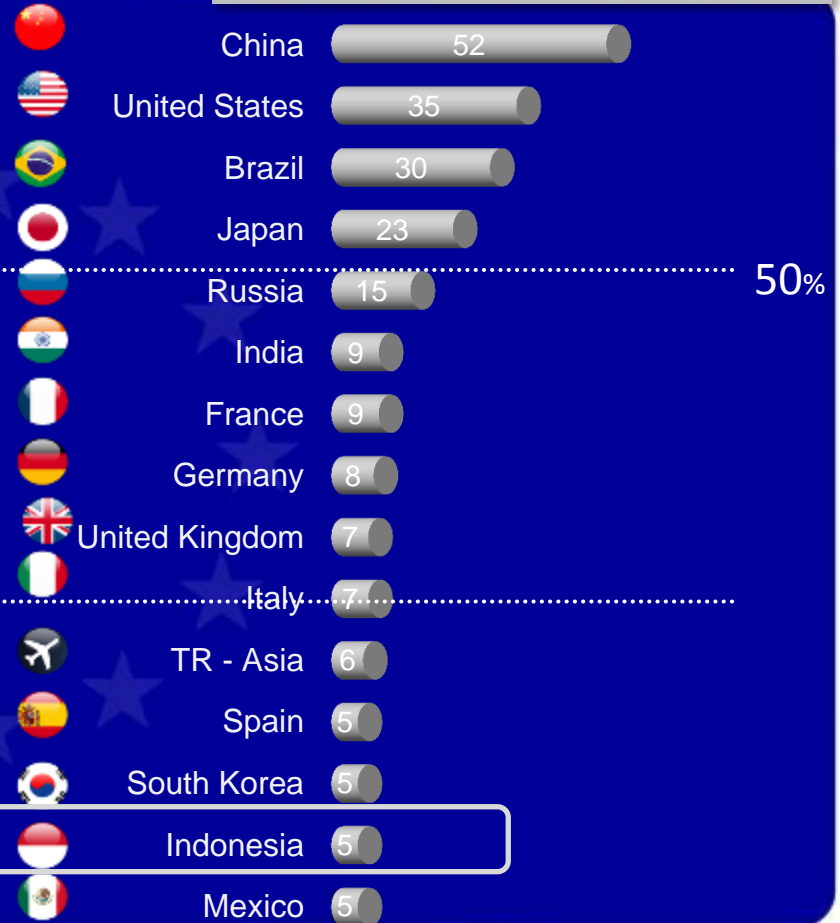 China 52
United States 35
Brazil 30
Japan 23
50%
Russia 15
India 9
France 9
Germany 8
United Kingdom 7
Italy 7
TR - Asia 6
Spain 5
South Korea 5
Indonesia 5
Mexico 5